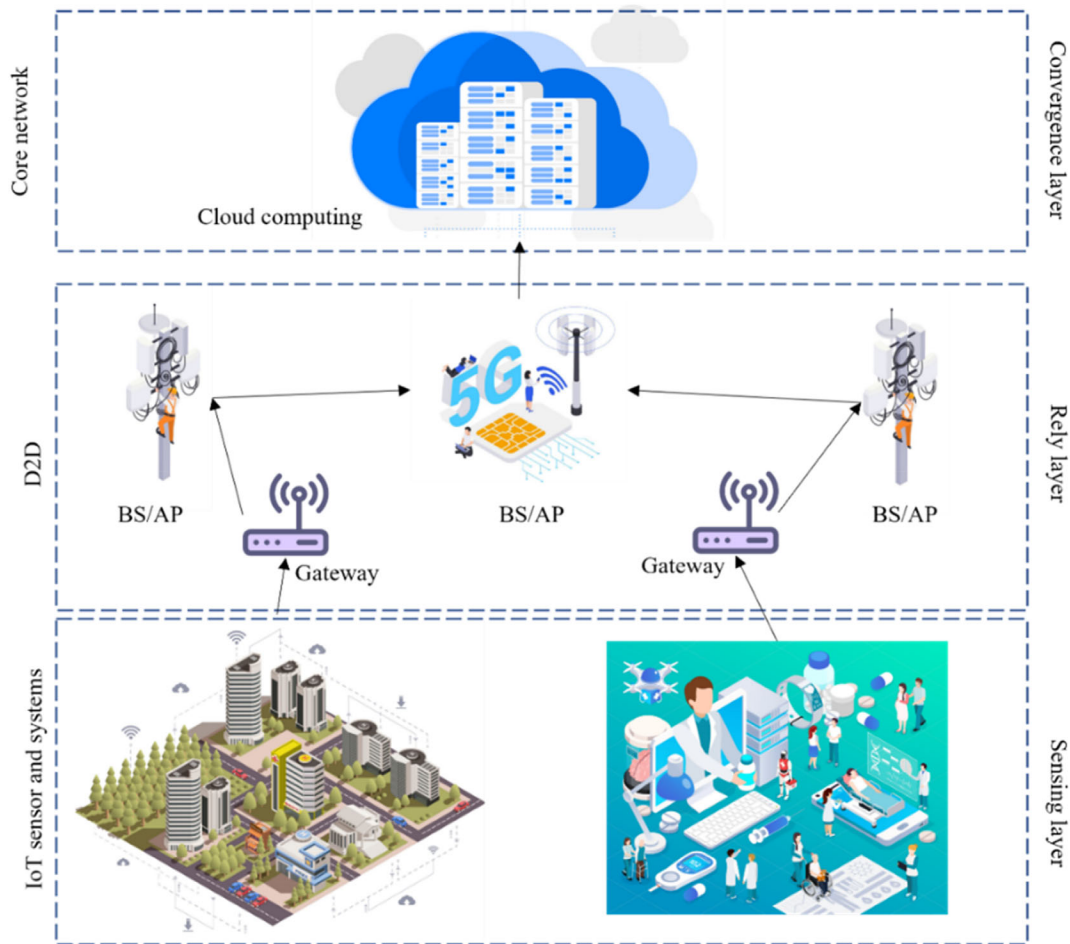 Core network
Convergence layer
Cloud computing
D2D
Rely layer
5G
BS/AP
BS/AP
BS/AP
Gateway
Gateway
IoT sensor and systems
Sensing layer